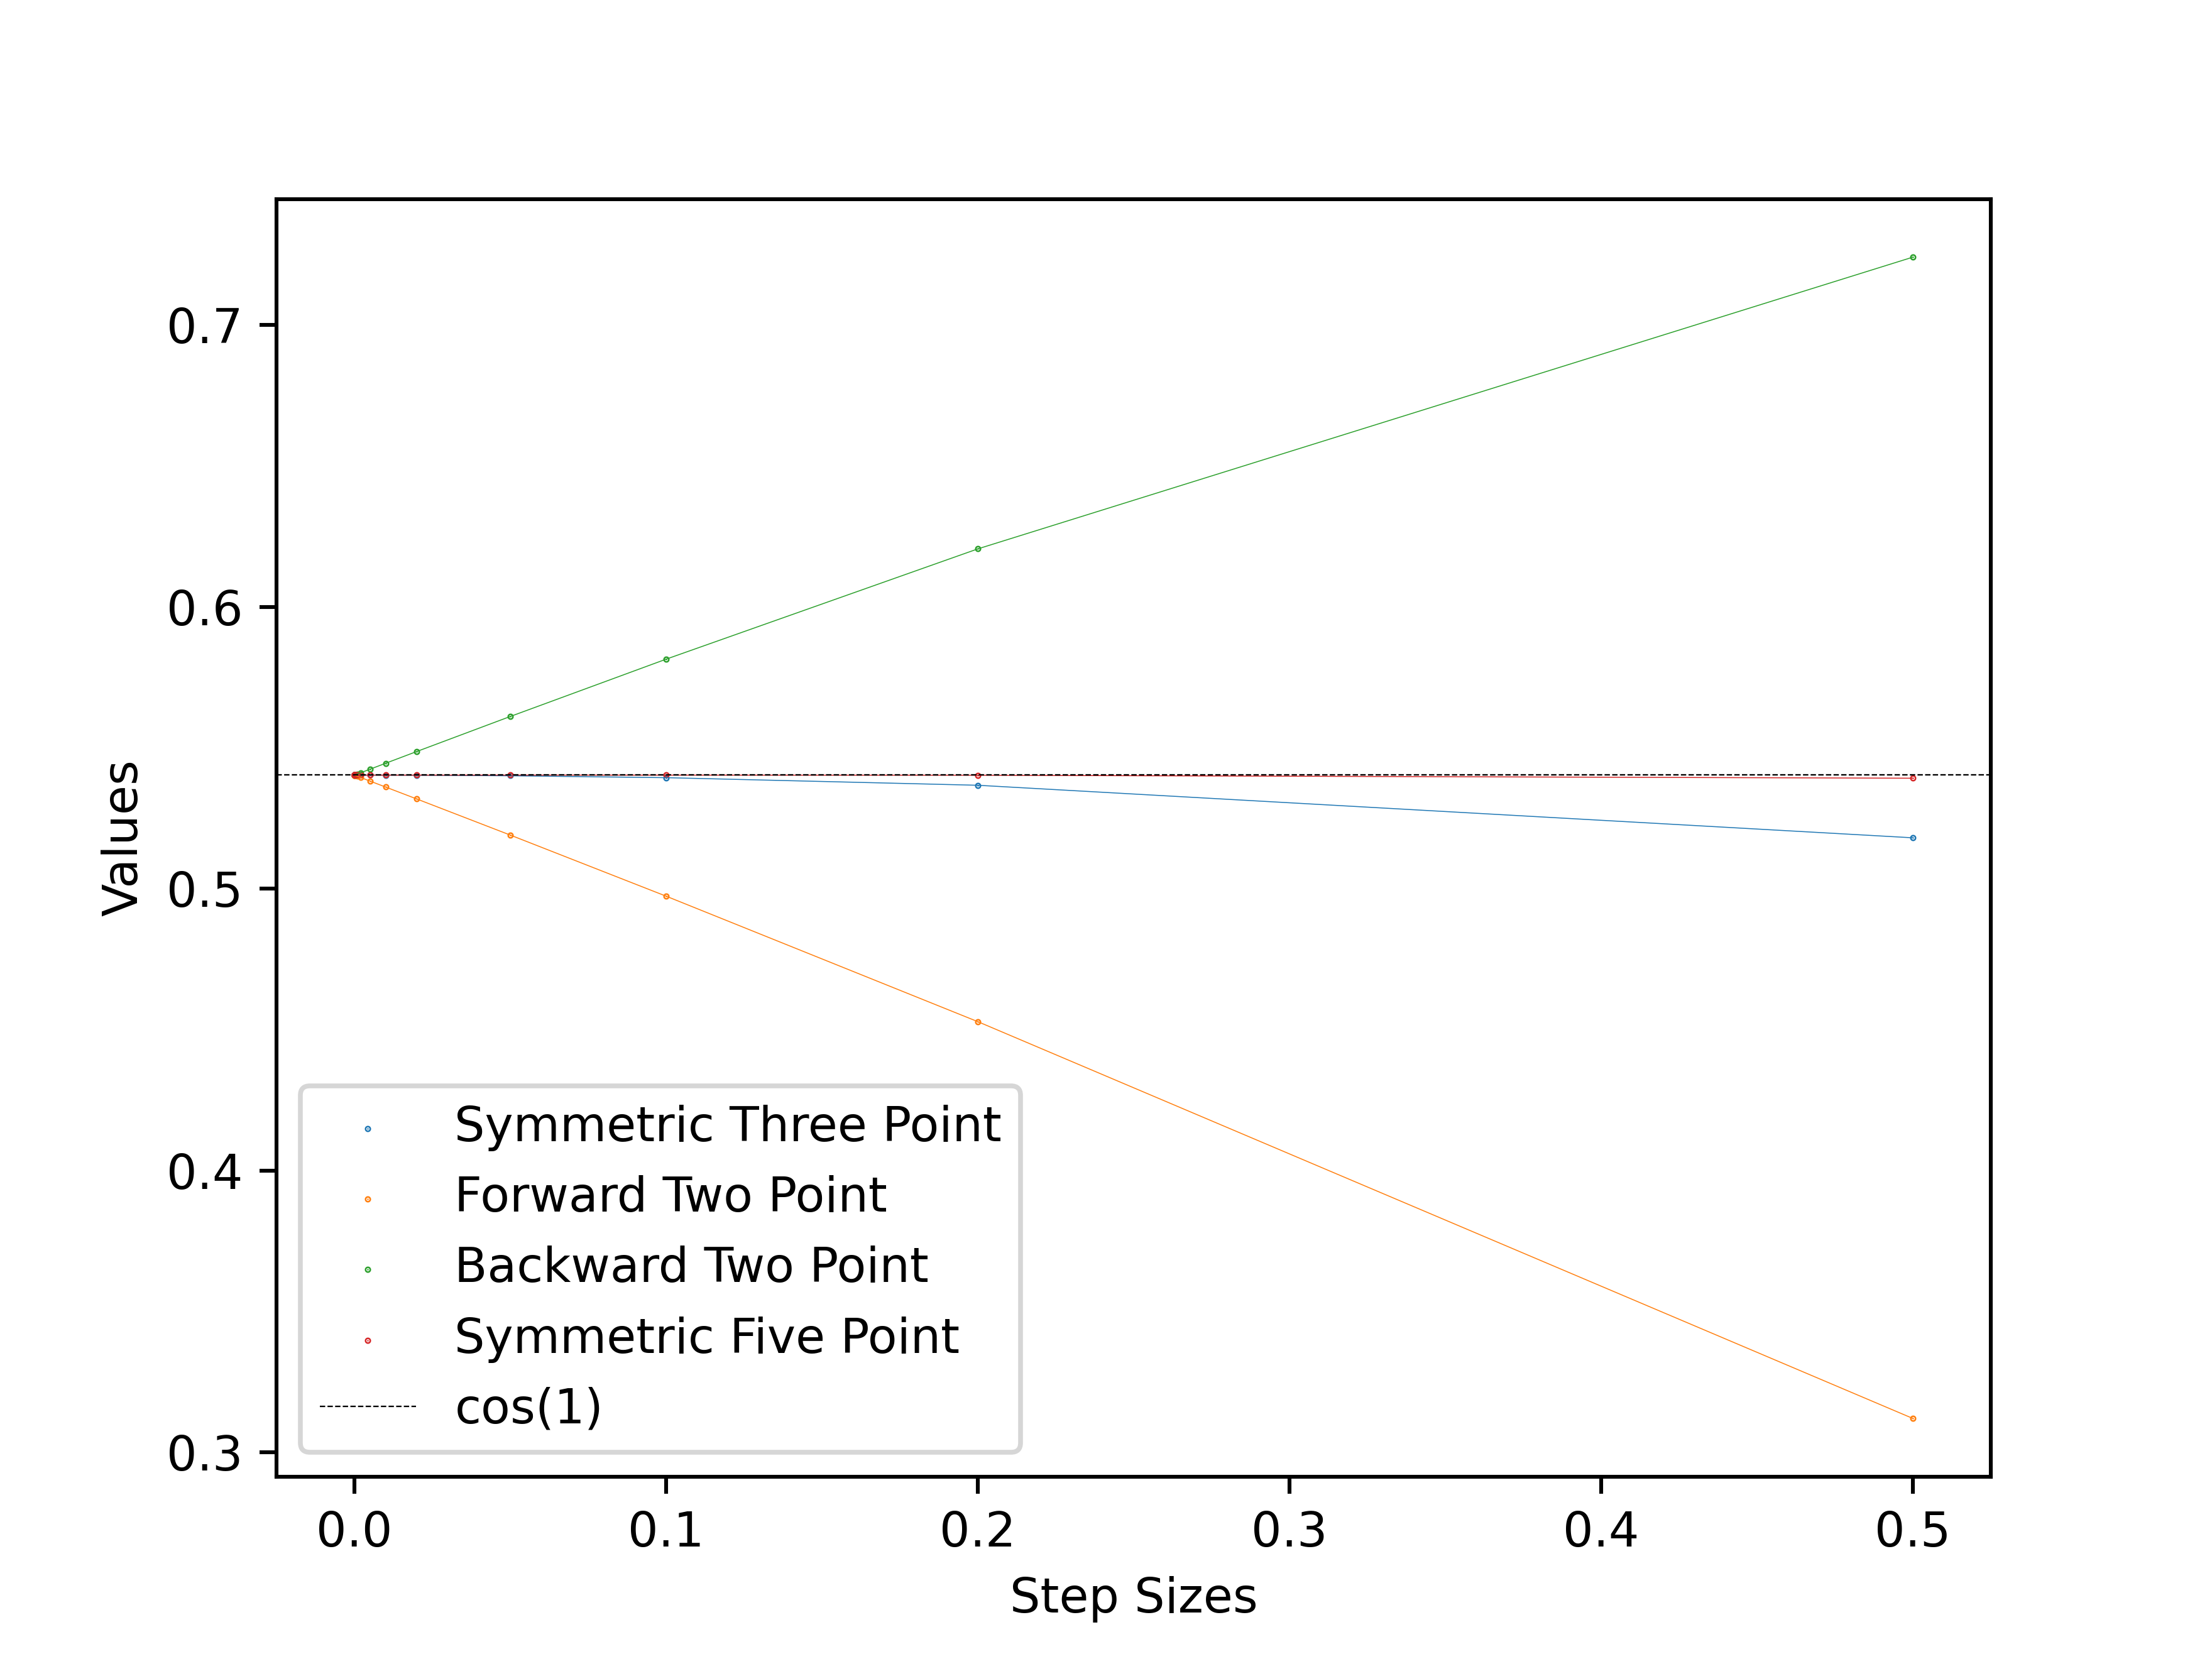 0.7
0.6
0.5
0.4
0.3
Values
Symmetric Three Point
Forward Two Point
Backward Two Point
Symmetric Five Point
cos(1)
0.0 0.1 0.2 0.3 0.4 0.5
Step Sizes